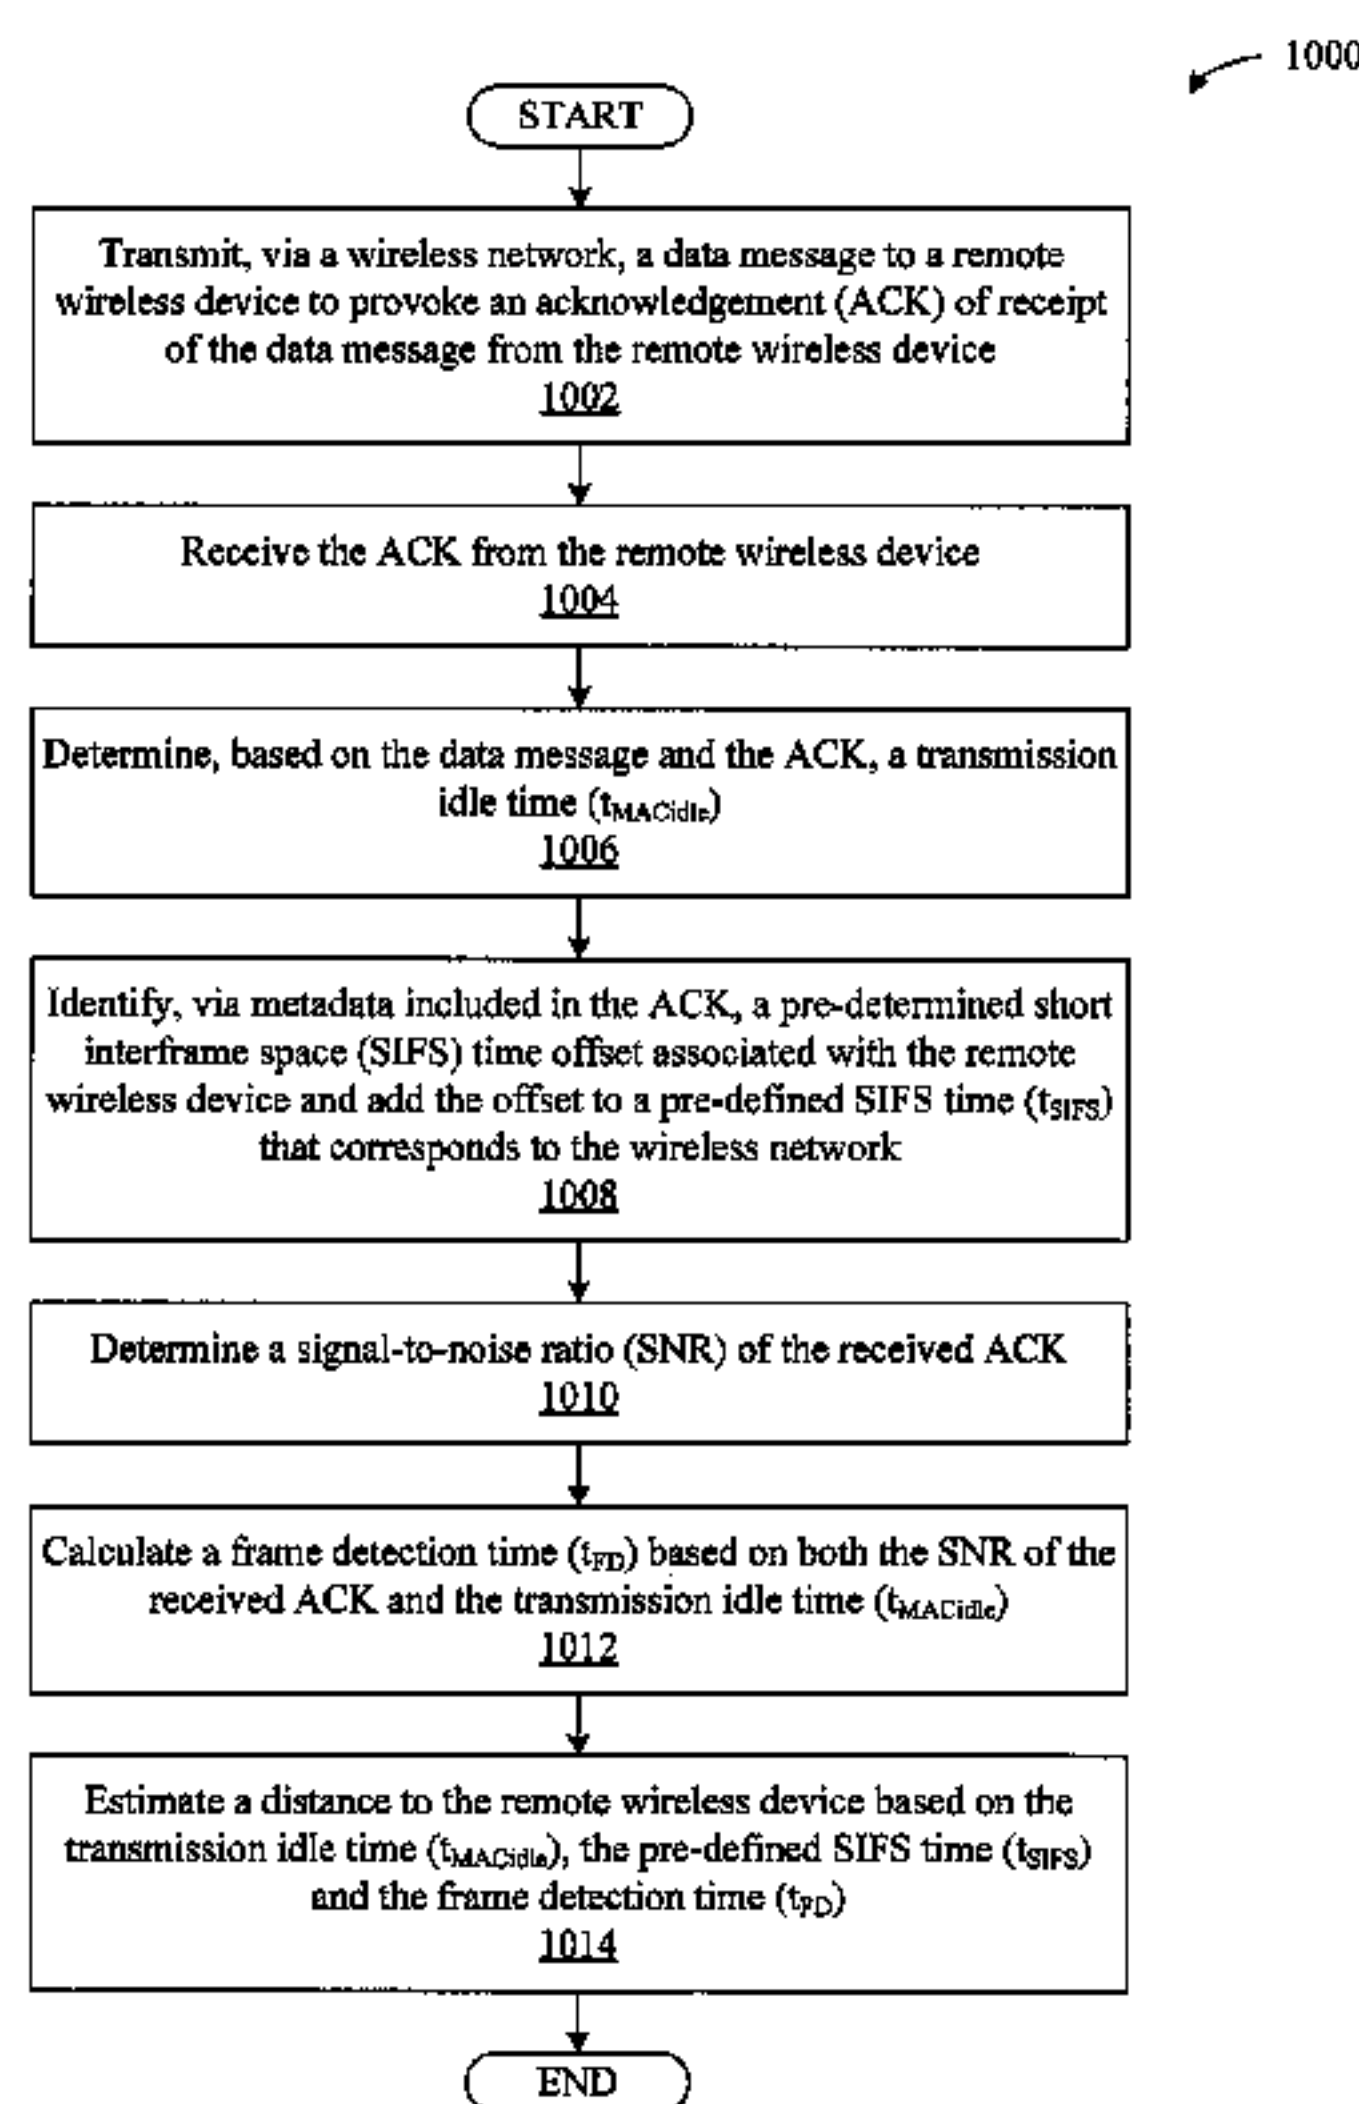 1000
START
Transmit, via a wireless network, a data message to a remote
wireless device to provoke an acknowledgement (ACK) of receipt
of the data message from the remote wireless device
1002
Receive the ACK from the remote wireless device
1004
Determine, based on the data message and the ACK, a transmission
idle time (tMACidle)
1006
Identify, via metadata included in the ACK, a pre-determined short
interframe space (SIFS) time offset associated with the remote
wireless device and add the offset to a pre-defined SIFS time (tSIFS)
that corresponds to the wireless network
1008
Determine a signal-to-noise ratio (SNR) of the received ACK
1010
Calculate a frame detection time (tFD) based on both the SNR of the
received ACK and the transmission idle time (tMACidle)
1012
Estimate a distance to the remote wireless device based on the
transmission idle time (tMACidle), the pre-defined SIFS time (tSIFS)
and the frame detection time (tFD)
1014
END